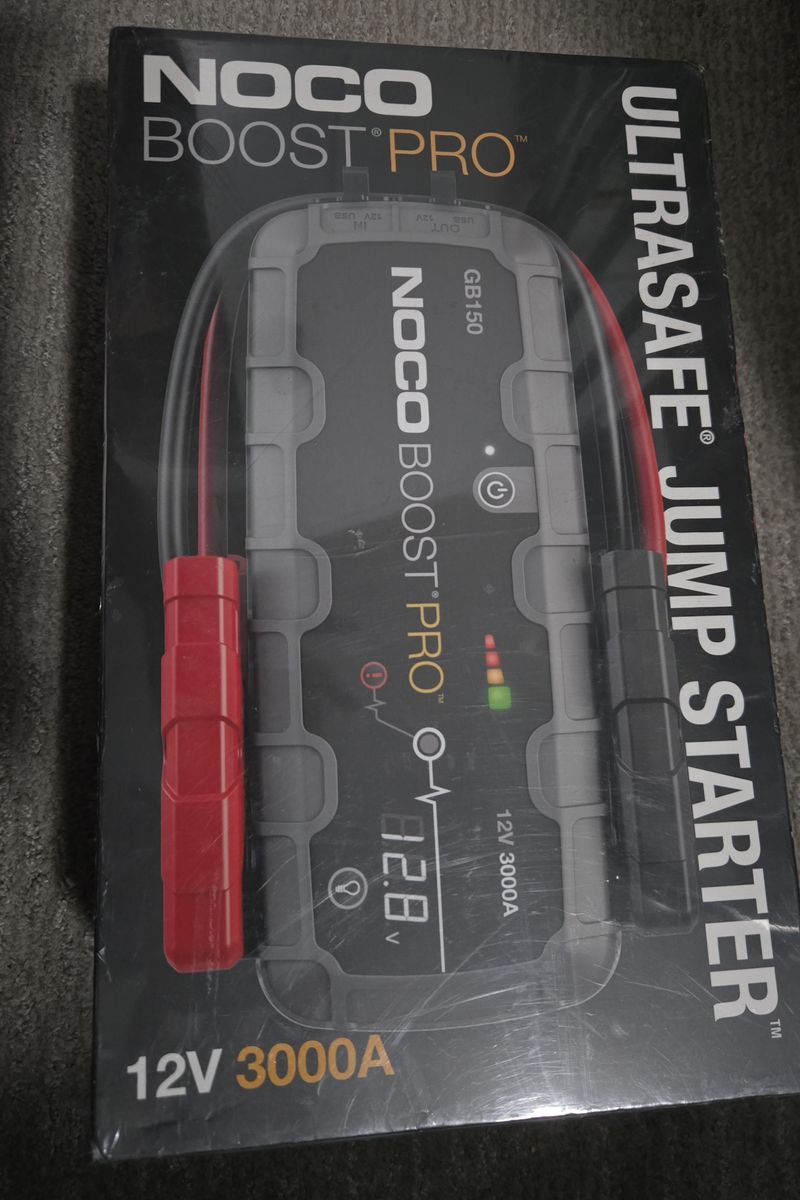 NOCO
BOOST® PRO™
ULTRASAFE® JUMP STARTER™
IN
12V USB
OUT
12V USB
GB150
NOCO BOOST® PRO™
12V 3000A
12.8 V
12V 3000A